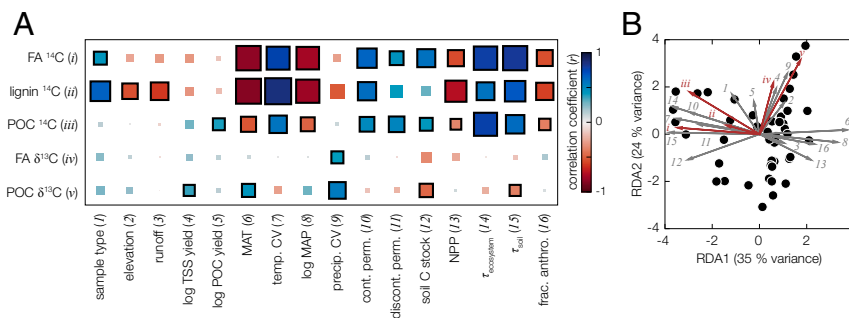 A
FA ¹⁴C (i)
lignin ¹⁴C (ii)
POC ¹⁴C (iii)
FA δ¹³C (iv)
POC δ¹³C (v)
sample type (1)
elevation (2)
runoff (3)
log TSS yield (4)
log POC yield (5)
MAT (6)
temp. CV (7)
log MAP (8)
precip. CV (9)
cont. perm. (10)
discont. perm. (11)
soil C stock (12)
NPP (13)
τecosystem (14)
τsoil (15)
frac. anthro. (16)
1
0
-1
correlation coefficient (r)
B
4
2
0
-2
-4
RDA2 (24 % variance)
-4
-2
0
2
RDA1 (35 % variance)
iii
iv
v
ii
i
1
5
4
9
2
14
10
7
15
11
12
3
16
13
6
8